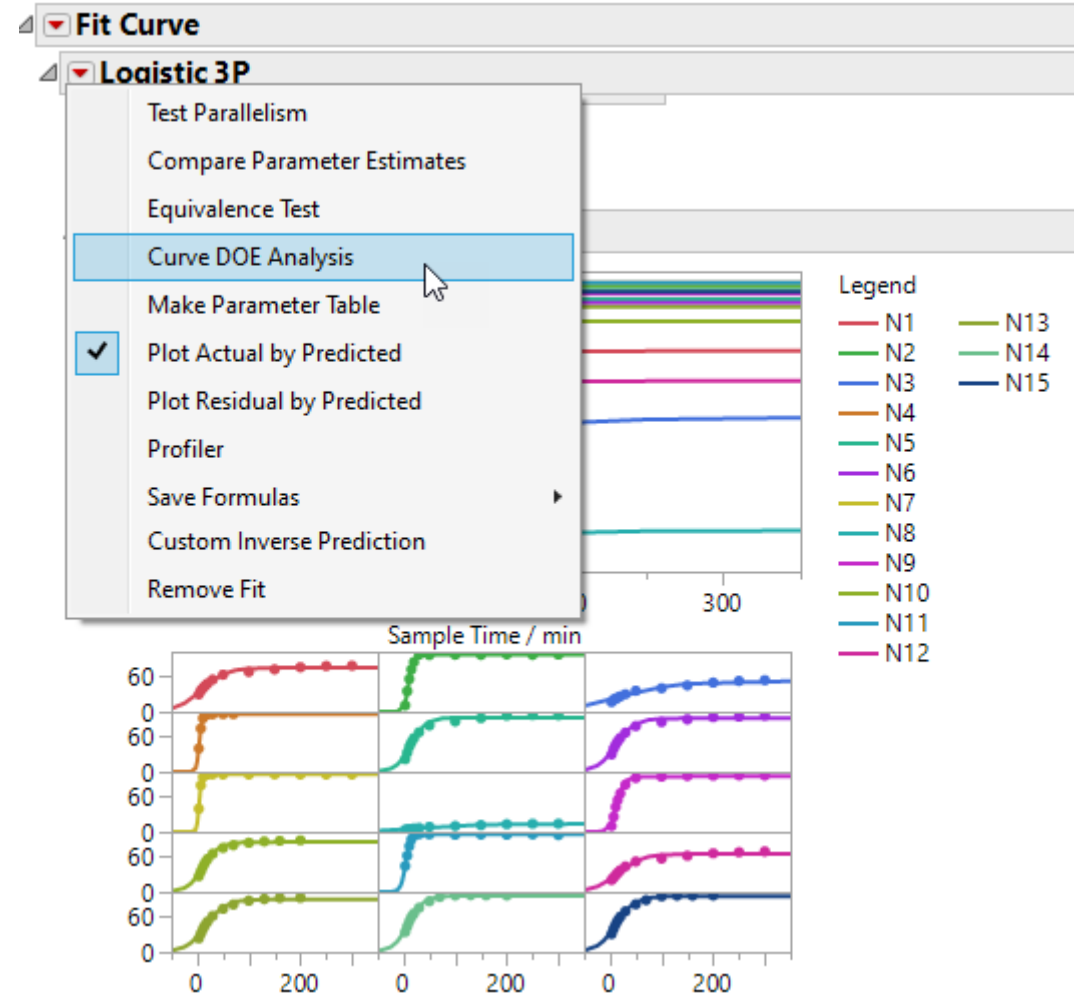 Fit Curve
Logistic 3P
Test Parallelism
Compare Parameter Estimates
Equivalence Test
Curve DOE Analysis
Make Parameter Table
Plot Actual by Predicted
Plot Residual by Predicted
Profiler
Save Formulas
Custom Inverse Prediction
Remove Fit
Legend
N1 N13
N2 N14
N3 N15
N4
N5
N6
N7
N8
N9
N10
N11
N12
300
Sample Time / min
60
0
60
0
60
0
60
0
60
0
0 200 0 200 0 200